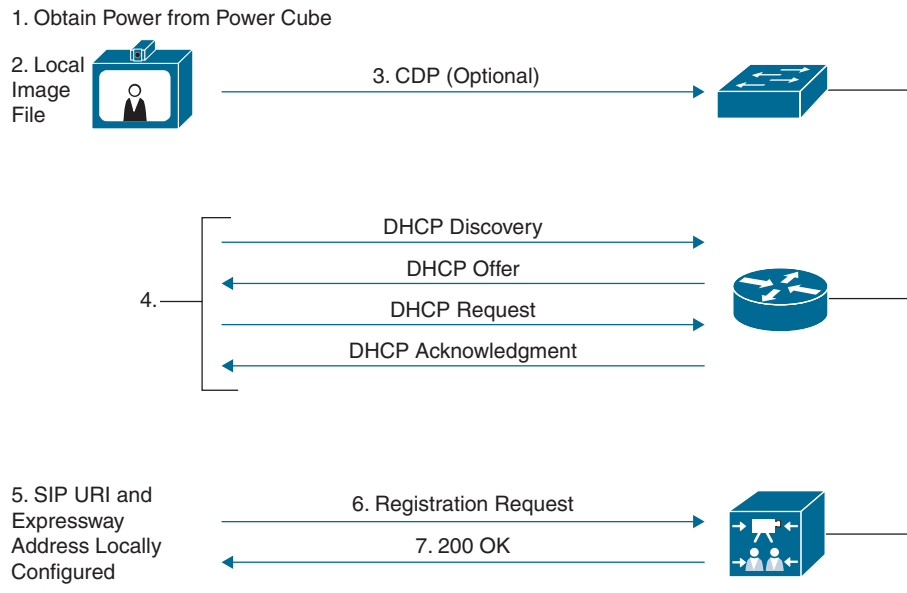 1. Obtain Power from Power Cube
2. Local
Image
File
3. CDP (Optional)
4.
DHCP Discovery
DHCP Offer
DHCP Request
DHCP Acknowledgment
5. SIP URI and
Expressway
Address Locally
Configured
6. Registration Request
7. 200 OK